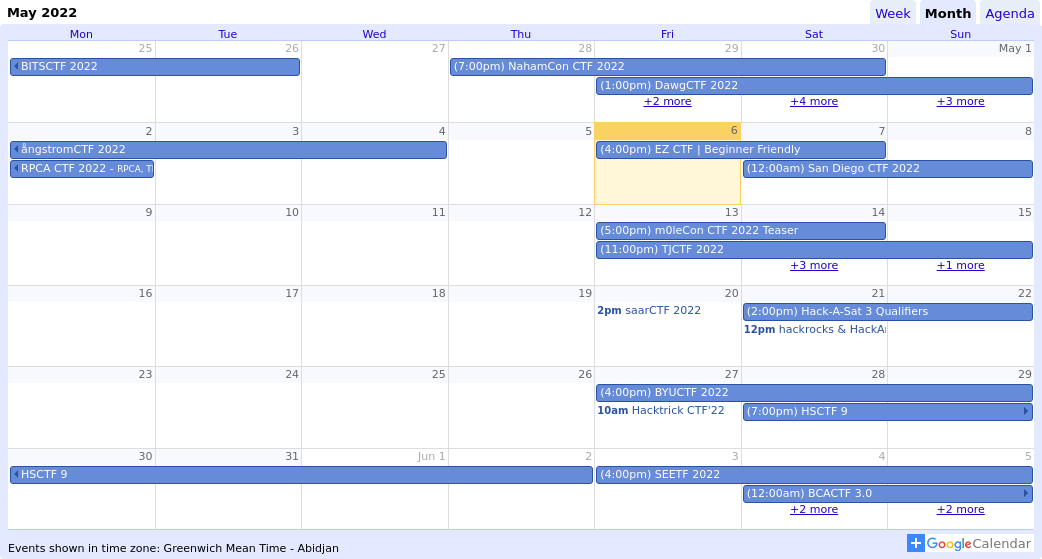 May 2022 Week Month Agenda
Mon Tue Wed Thu Fri Sat Sun
25 26 27 28 29 30 May 1
BITSCTF 2022 (7:00pm) NahamCon CTF 2022
(1:00pm) DawgCTF 2022
+2 more +4 more +3 more
2 3 4 5 6 7 8
ångstromCTF 2022 (4:00pm) EZ CTF | Beginner Friendly
RPCA CTF 2022 - RPCA, T (12:00am) San Diego CTF 2022
9 10 11 12 13 14 15
(5:00pm) m0leCon CTF 2022 Teaser
(11:00pm) TJCTF 2022
+3 more +1 more
16 17 18 19 20 21 22
2pm saarCTF 2022 (2:00pm) Hack-A-Sat 3 Qualifiers
12pm hackrocks & HackAr
23 24 25 26 27 28 29
(4:00pm) BYUCTF 2022
10am Hacktrick CTF'22 (7:00pm) HSCTF 9
30 31 Jun 1 2 3 4 5
HSCTF 9 (4:00pm) SEETF 2022
(12:00am) BCACTF 3.0
+2 more +2 more
Events shown in time zone: Greenwich Mean Time - Abidjan + Google Calendar